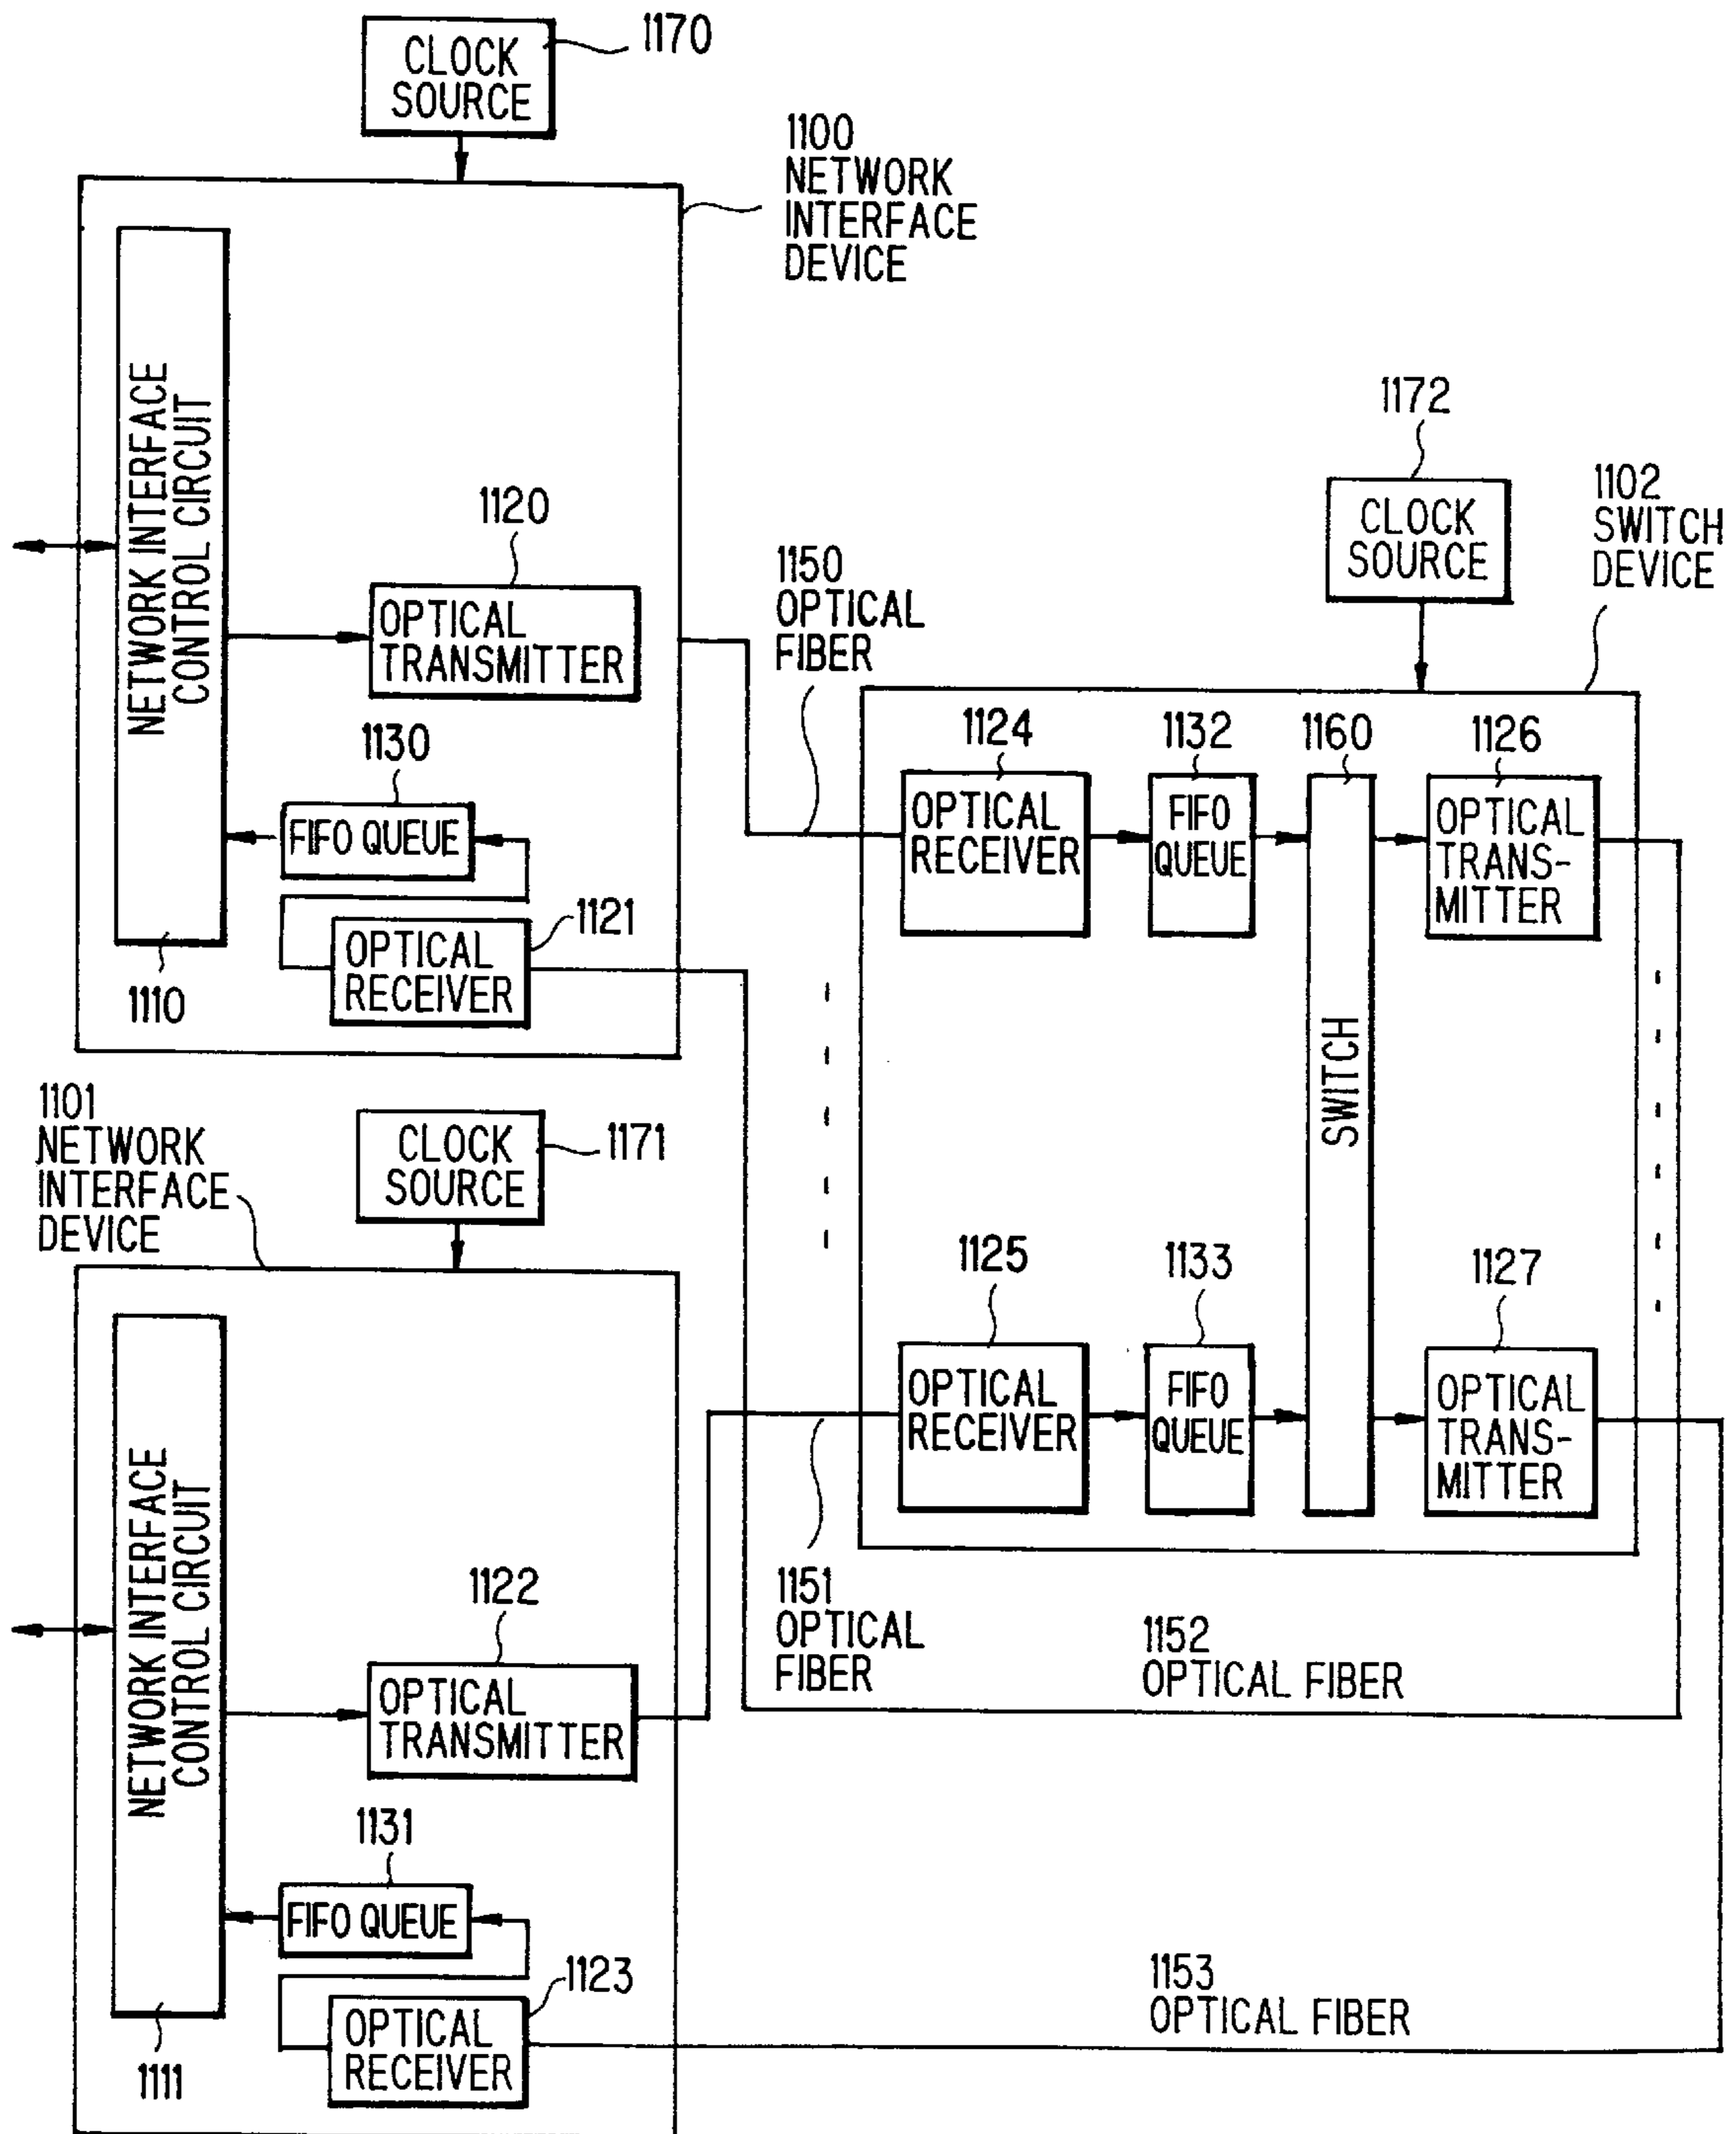 CLOCK
SOURCE
1170
1100
NETWORK
INTERFACE
DEVICE
NETWORK INTERFACE
CONTROL CIRCUIT
1110
1120
OPTICAL
TRANSMITTER
1130
FIFO QUEUE
1121
OPTICAL
RECEIVER
1150
OPTICAL
FIBER
1172
CLOCK
SOURCE
1102
SWITCH
DEVICE
1124
OPTICAL
RECEIVER
1132
FIFO
QUEUE
1160
SWITCH
1126
OPTICAL
TRANS-
MITTER
1125
OPTICAL
RECEIVER
1133
FIFO
QUEUE
1127
OPTICAL
TRANS-
MITTER
1101
NETWORK
INTERFACE
DEVICE
CLOCK
SOURCE
1171
NETWORK INTERFACE
CONTROL CIRCUIT
1111
1122
OPTICAL
TRANSMITTER
1131
FIFO QUEUE
1123
OPTICAL
RECEIVER
1151
OPTICAL
FIBER
1152
OPTICAL FIBER
1153
OPTICAL FIBER